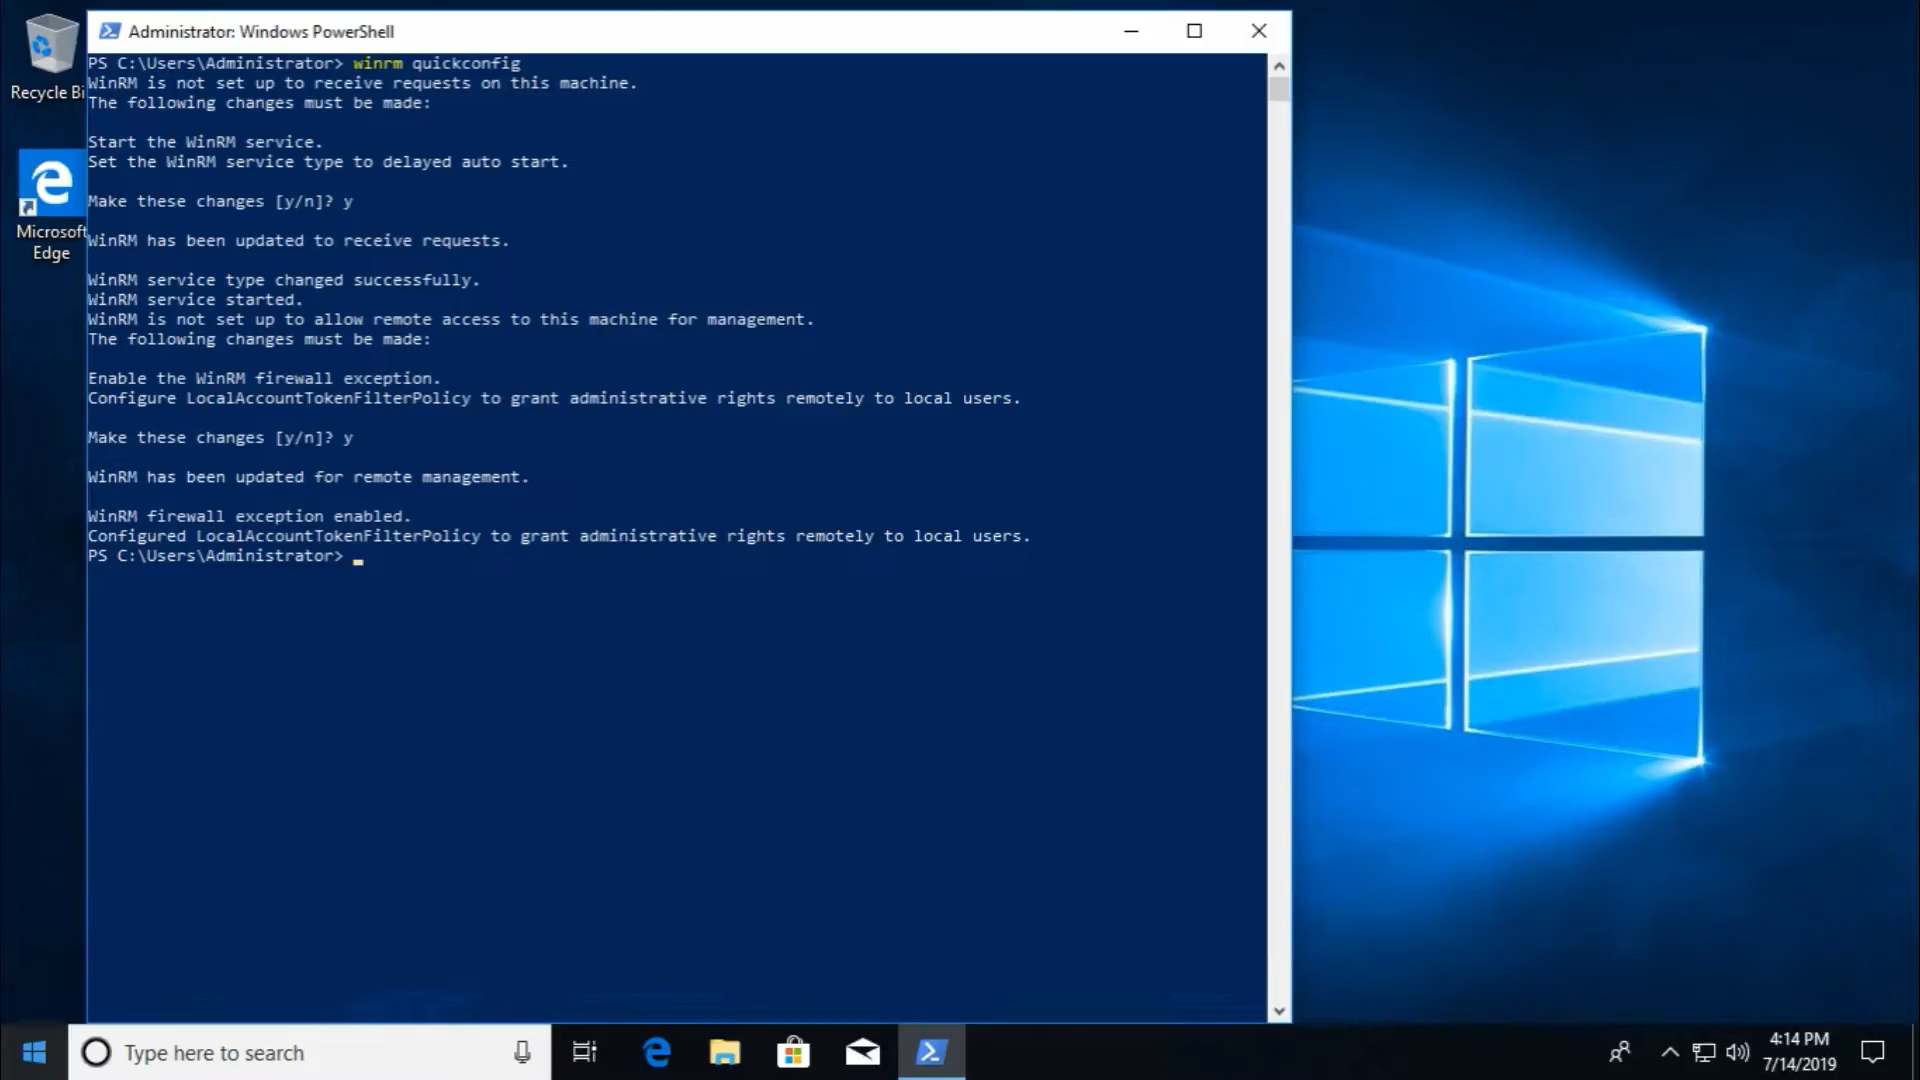 Administrator: Windows PowerShell
PS C:\Users\Administrator> winrm quickconfig
WinRM is not set up to receive requests on this machine.
The following changes must be made:
Start the WinRM service.
Set the WinRM service type to delayed auto start.
Make these changes [y/n]? y
WinRM has been updated to receive requests.
WinRM service type changed successfully.
WinRM service started.
WinRM is not set up to allow remote access to this machine for management.
The following changes must be made:
Enable the WinRM firewall exception.
Configure LocalAccountTokenFilterPolicy to grant administrative rights remotely to local users.
Make these changes [y/n]? y
WinRM has been updated for remote management.
WinRM firewall exception enabled.
Configured LocalAccountTokenFilterPolicy to grant administrative rights remotely to local users.
PS C:\Users\Administrator>
Recycle Bi
Microsoft
Edge
Type here to search
4:14 PM
7/14/2019